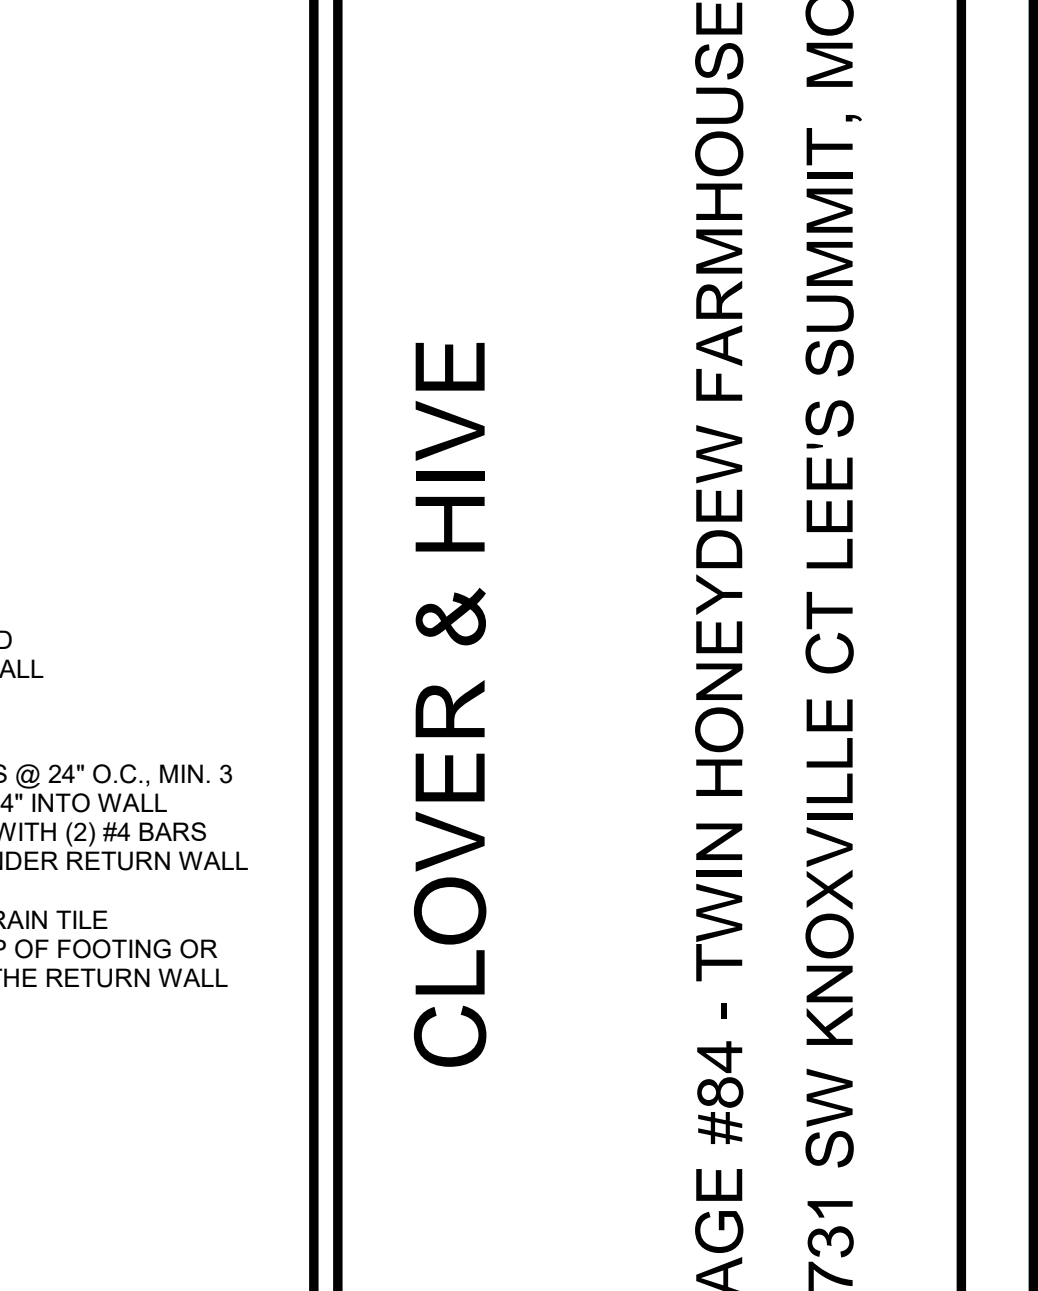 D
ALL
S @ 24" O.C., MIN. 3
4" INTO WALL
WITH (2) #4 BARS
NDER RETURN WALL
RAIN TILE
P OF FOOTING OR
THE RETURN WALL
CLOVER & HIVE
AGE #84 - TWIN HONEYDEW FARMHOUSE
731 SW KNOXVILLE CT LEE'S SUMMIT, MO